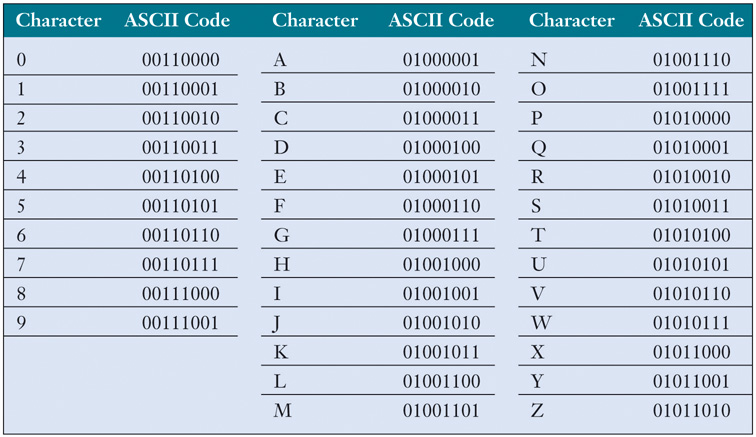 Character ASCII Code Character ASCII Code Character ASCII Code
0 00110000 A 01000001 N 01001110
1 00110001 B 01000010 O 01001111
2 00110010 C 01000011 P 01010000
3 00110011 D 01000100 Q 01010001
4 00110100 E 01000101 R 01010010
5 00110101 F 01000110 S 01010011
6 00110110 G 01000111 T 01010100
7 00110111 H 01001000 U 01010101
8 00111000 I 01001001 V 01010110
9 00111001 J 01001010 W 01010111
K 01001011 X 01011000
L 01001100 Y 01011001
M 01001101 Z 01011010